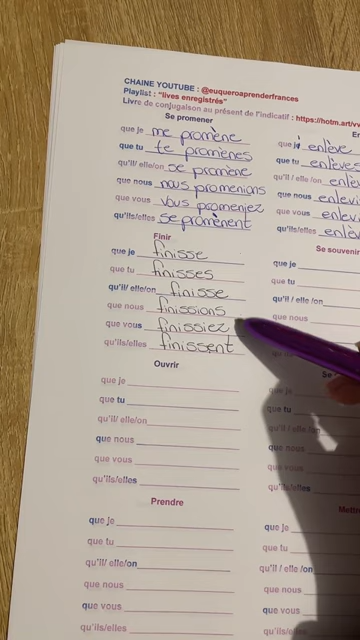 CHAINE YOUTUBE : @euqueroaprenderfrances
Playlist : "lives enregistrés"
Livre de conjugaison au présent de l'indicatif : https://hotm.art/vv
Se promener
que je me promène
que tu te promènes
qu'il/ elle/on se promène
que nous nous promenions
que vous vous promeniez
qu'ils/elles se promènent
Finir
que je finisse
que tu finisses
qu'il/ elle/on finisse
que nous finissions
que vous finissiez
qu'ils/elles finissent
Ouvrir
que je
que tu
qu'il/ elle/on
que nous
que vous
qu'ils/elles
Prendre
que je
que tu
qu'il/ elle/on
que nous
que vous
qu'ils/elles
En
que j' enlève
que tu enlèves
qu'il / elle /on enlè
que nous enlevi
que vous enlevi
qu'ils/elles enlèv
Se souvenir
que je
que tu
qu'il / elle /on
que nous
Se
que je
que tu
qu'il / elle /on
que nous
que vous
qu'ils/elles
Mettr
que je
que tu
qu'il / elle /on
que nous
que vous
qu'ils/elles